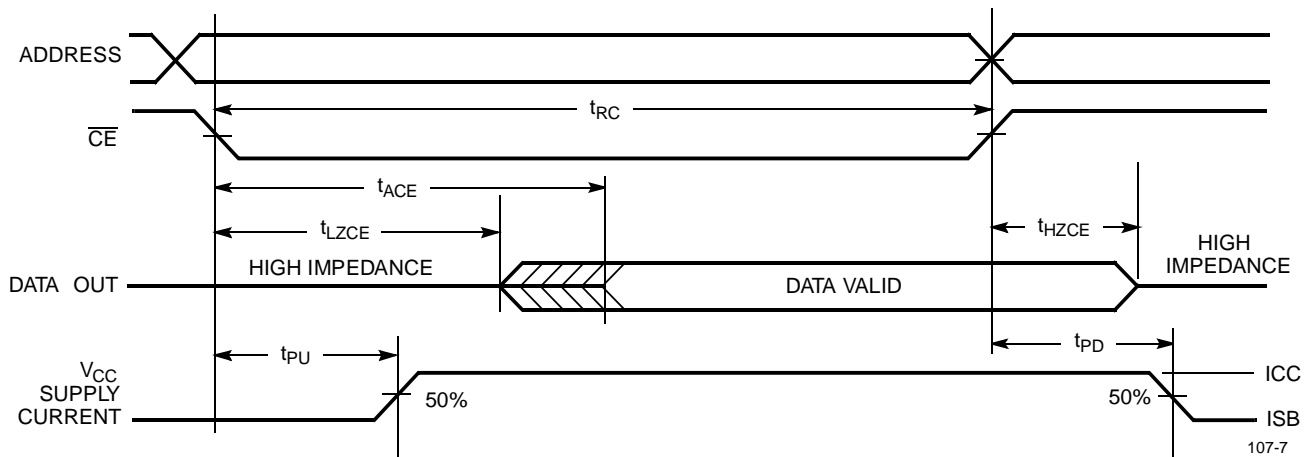 ADDRESS
tRC
CE
tACE
tLZCE
tHZCE
HIGH IMPEDANCE
HIGH
IMPEDANCE
DATA OUT
DATA VALID
tPU
tPD
VCC
SUPPLY
CURRENT
50%
50%
ICC
ISB
107-7